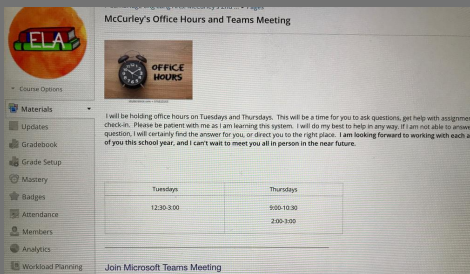 McCurley's Office Hours and Teams Meeting
ELA
OFFICE
HOURS
Course Options
Materials
Updates
Gradebook
Grade Setup
Mastery
Badges
Attendance
Members
Analytics
Workload Planning
I will be holding office hours on Tuesdays and Thursdays. This will be a time for you to ask questions, get help with
check-in. Please be patient with me as I am learning this system. I will do my best to help in any way. If I am not able to
question, I will certainly find the answer for you, or direct you to the right place. I am looking forward to working with each
of you this school year, and I can't wait to meet you all in person in the near future.
Tuesdays Thursdays
12:30-3:00 9:00-10:30
2:00-3:00
Join Microsoft Teams Meeting